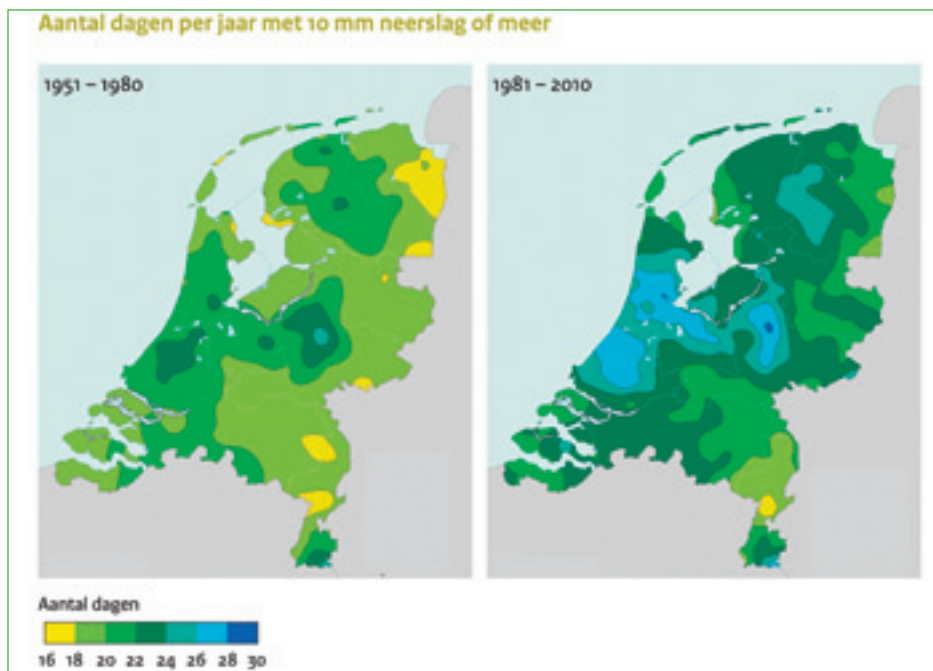 Aantal dagen per jaar met 10 mm neerslag of meer
1951 – 1980
1981 – 2010
Aantal dagen
16 18 20 22 24 26 28 30